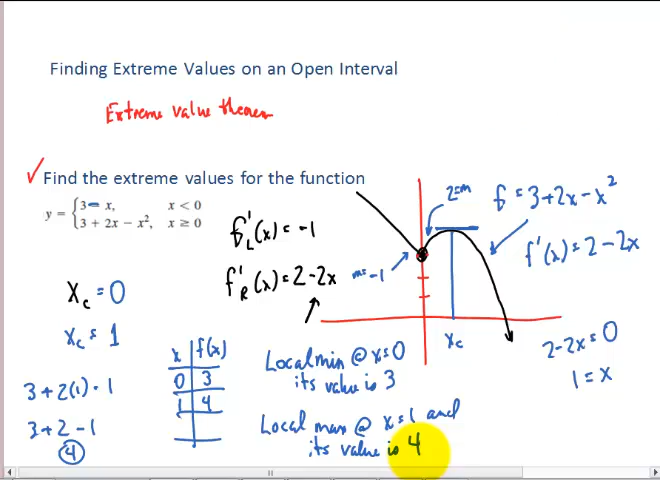 Finding Extreme Values on an Open Interval
Extreme value theorem
✓ Find the extreme values for the function
y = { 3 - x, x < 0
3 + 2x − x², x ≥ 0
2=m
f = 3+2x-x²
f'(x) = 2-2x
f'L(x) = -1
f'R(x) = 2-2x
m=-1
Xc = 0
Xc = 1
xc
2-2x=0
1=x
x | f(x)
0 | 3
1 | 4
3+2(1)-1
3+2-1
4
Local min @ x=0
its value is 3
Local max @ x=1 and
its value is 4